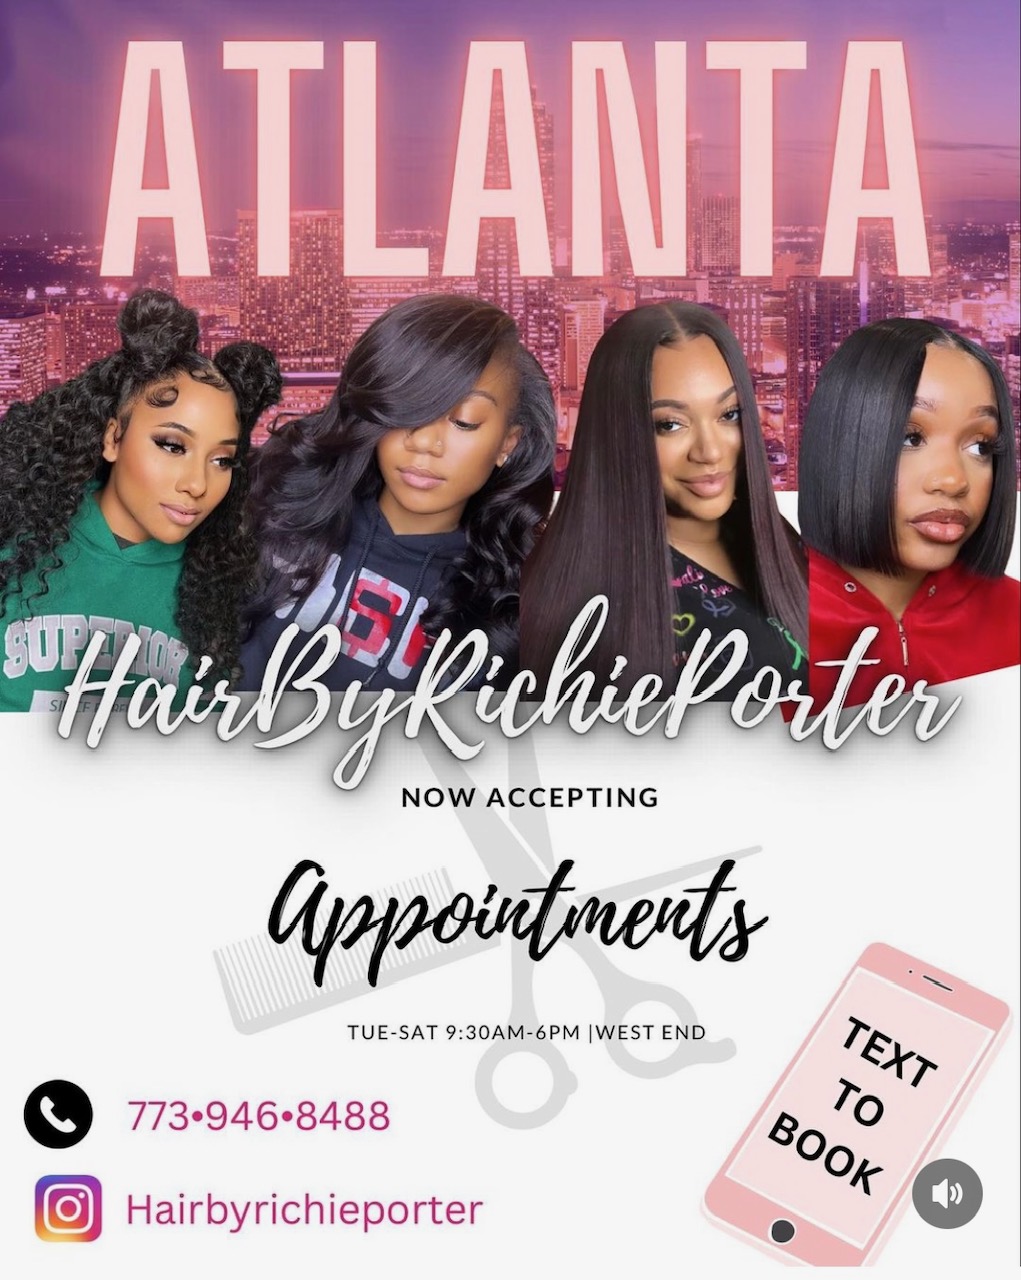 ATLANTA
SUPERIOR
HairByRichiePorter
NOW ACCEPTING
Appointments
TUE-SAT 9:30AM-6PM |WEST END
773•946•8488
Hairbyrichieporter
TEXT
TO
BOOK